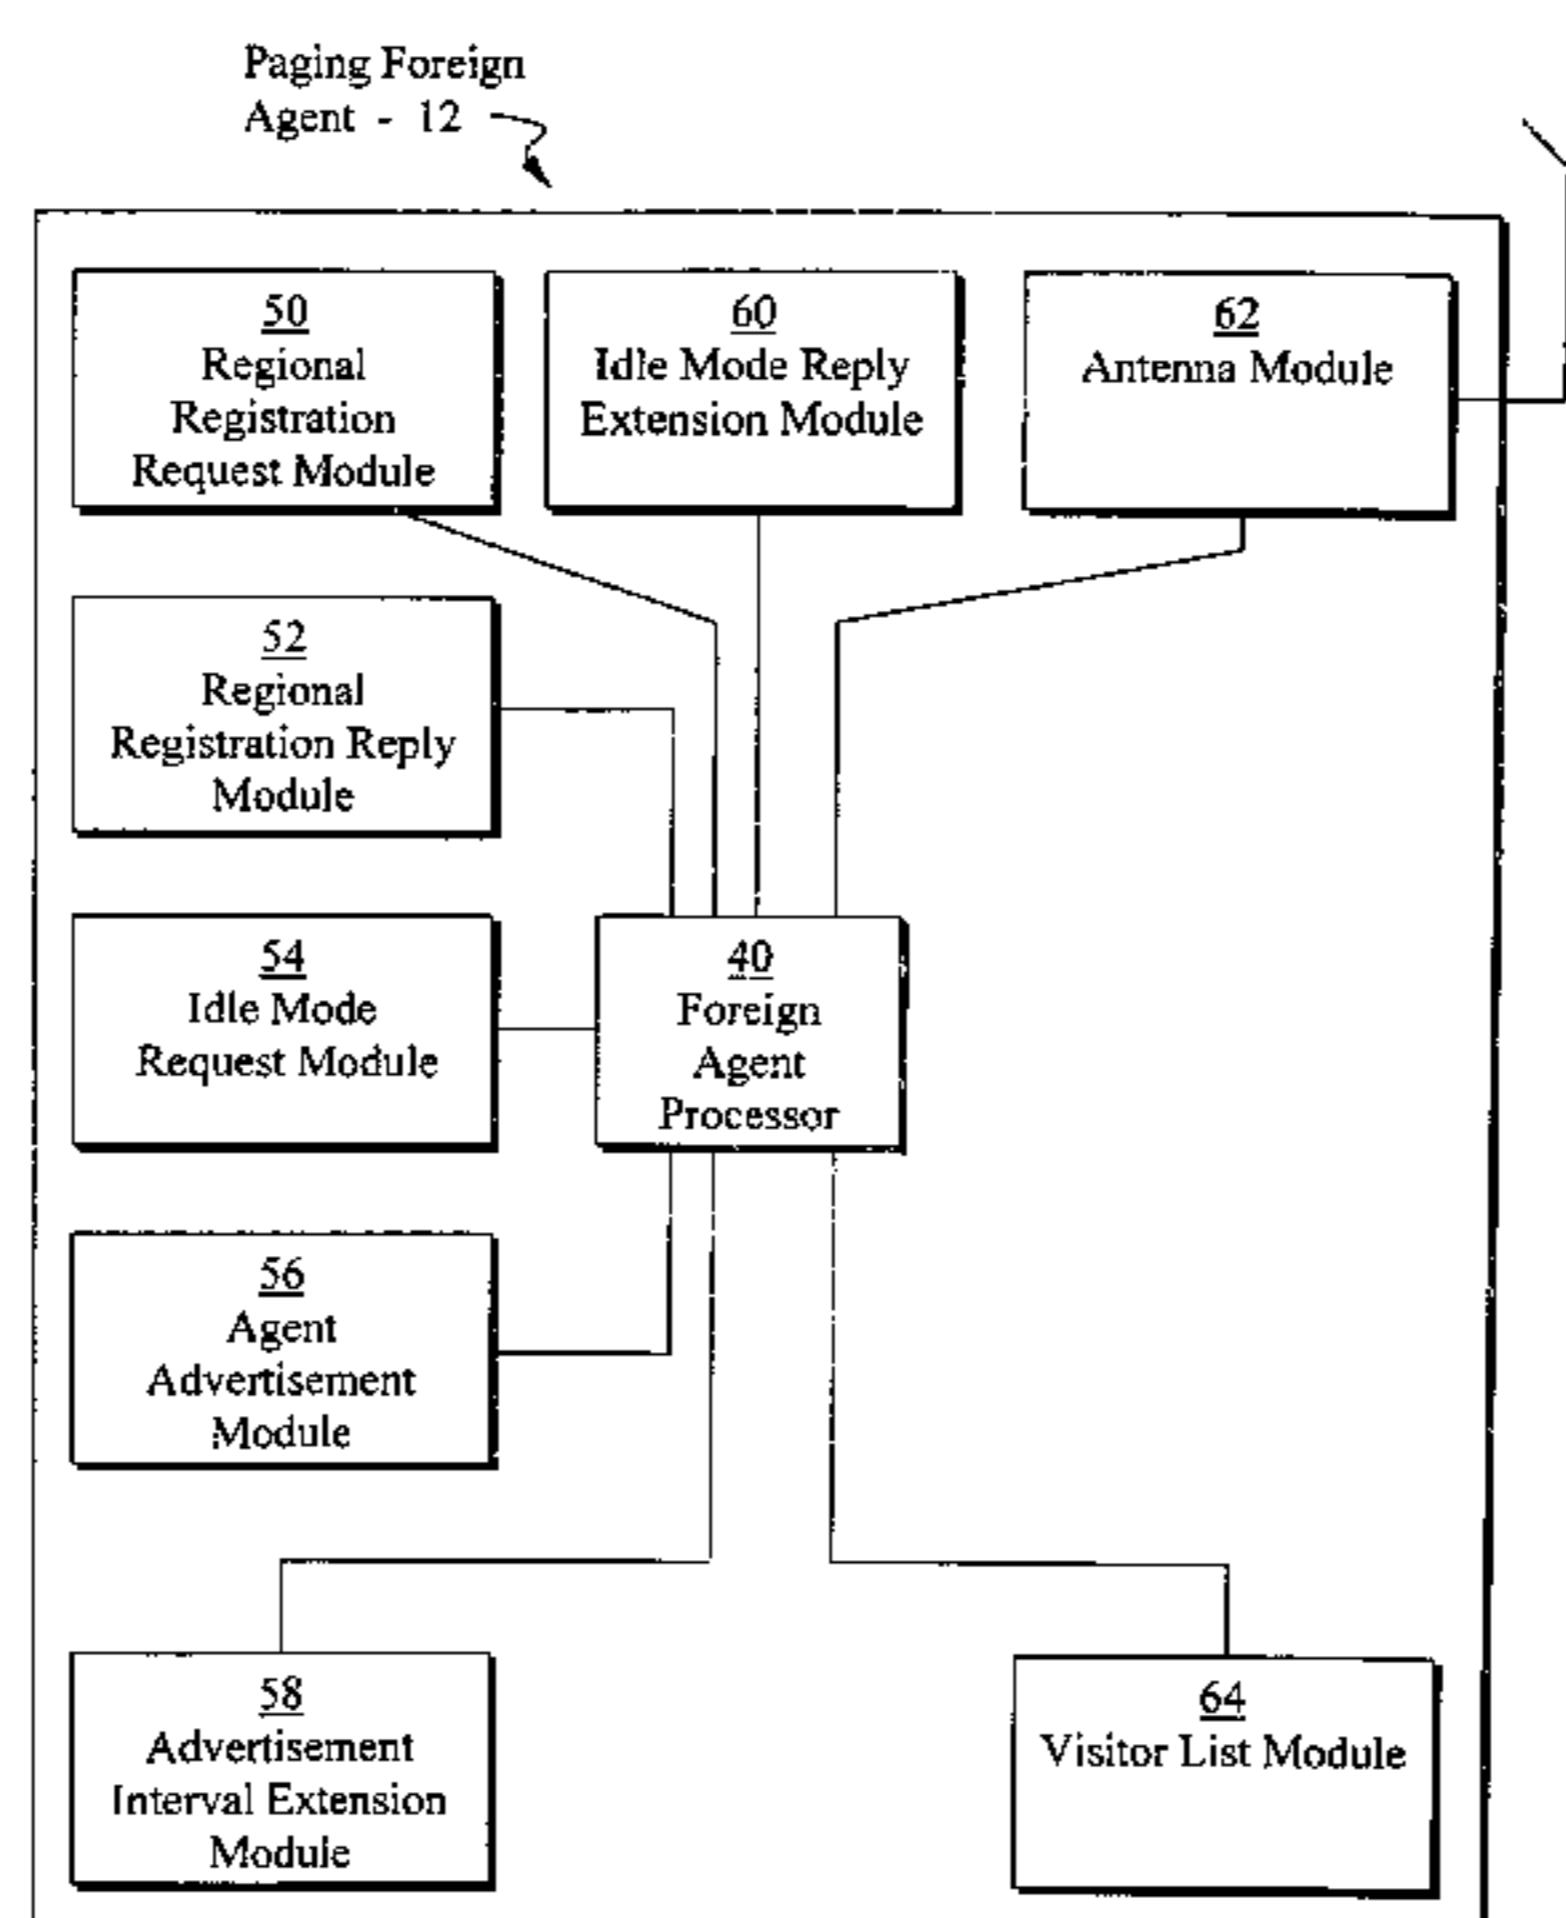 Paging Foreign
Agent - 12
50
Regional
Registration
Request Module
60
Idle Mode Reply
Extension Module
62
Antenna Module
52
Regional
Registration Reply
Module
54
Idle Mode
Request Module
40
Foreign
Agent
Processor
56
Agent
Advertisement
Module
58
Advertisement
Interval Extension
Module
64
Visitor List Module